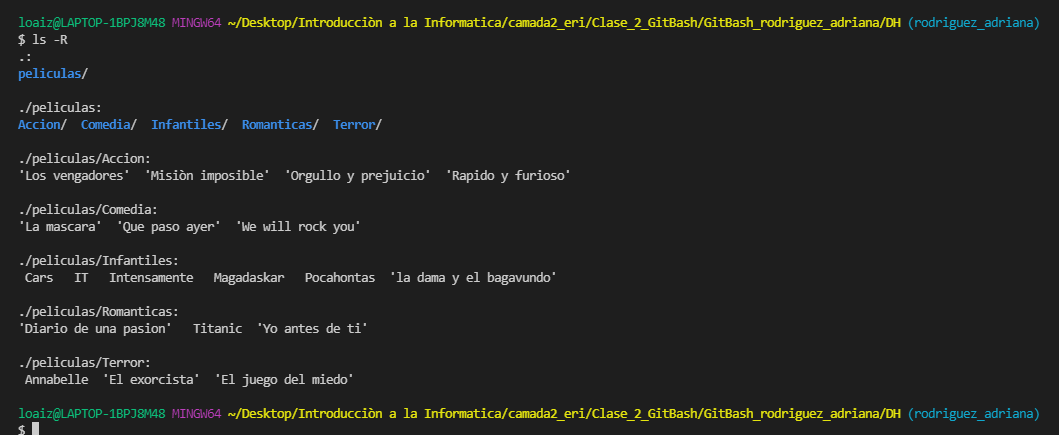 loaiz@LAPTOP-1BPJ8M48 MINGW64 ~/Desktop/Introducciòn a la Informatica/camada2_eri/Clase_2_GitBash/GitBash_rodriguez_adriana/DH (rodriguez_adriana)
$ ls -R
.:
peliculas/
./peliculas:
Accion/  Comedia/  Infantiles/  Romanticas/  Terror/
./peliculas/Accion:
'Los vengadores'  'Misiòn imposible'  'Orgullo y prejuicio'  'Rapido y furioso'
./peliculas/Comedia:
'La mascara'  'Que paso ayer'  'We will rock you'
./peliculas/Infantiles:
Cars   IT   Intensamente   Magadaskar   Pocahontas  'la dama y el bagavundo'
./peliculas/Romanticas:
'Diario de una pasion'   Titanic  'Yo antes de ti'
./peliculas/Terror:
Annabelle  'El exorcista'  'El juego del miedo'
loaiz@LAPTOP-1BPJ8M48 MINGW64 ~/Desktop/Introducciòn a la Informatica/camada2_eri/Clase_2_GitBash/GitBash_rodriguez_adriana/DH (rodriguez_adriana)
$